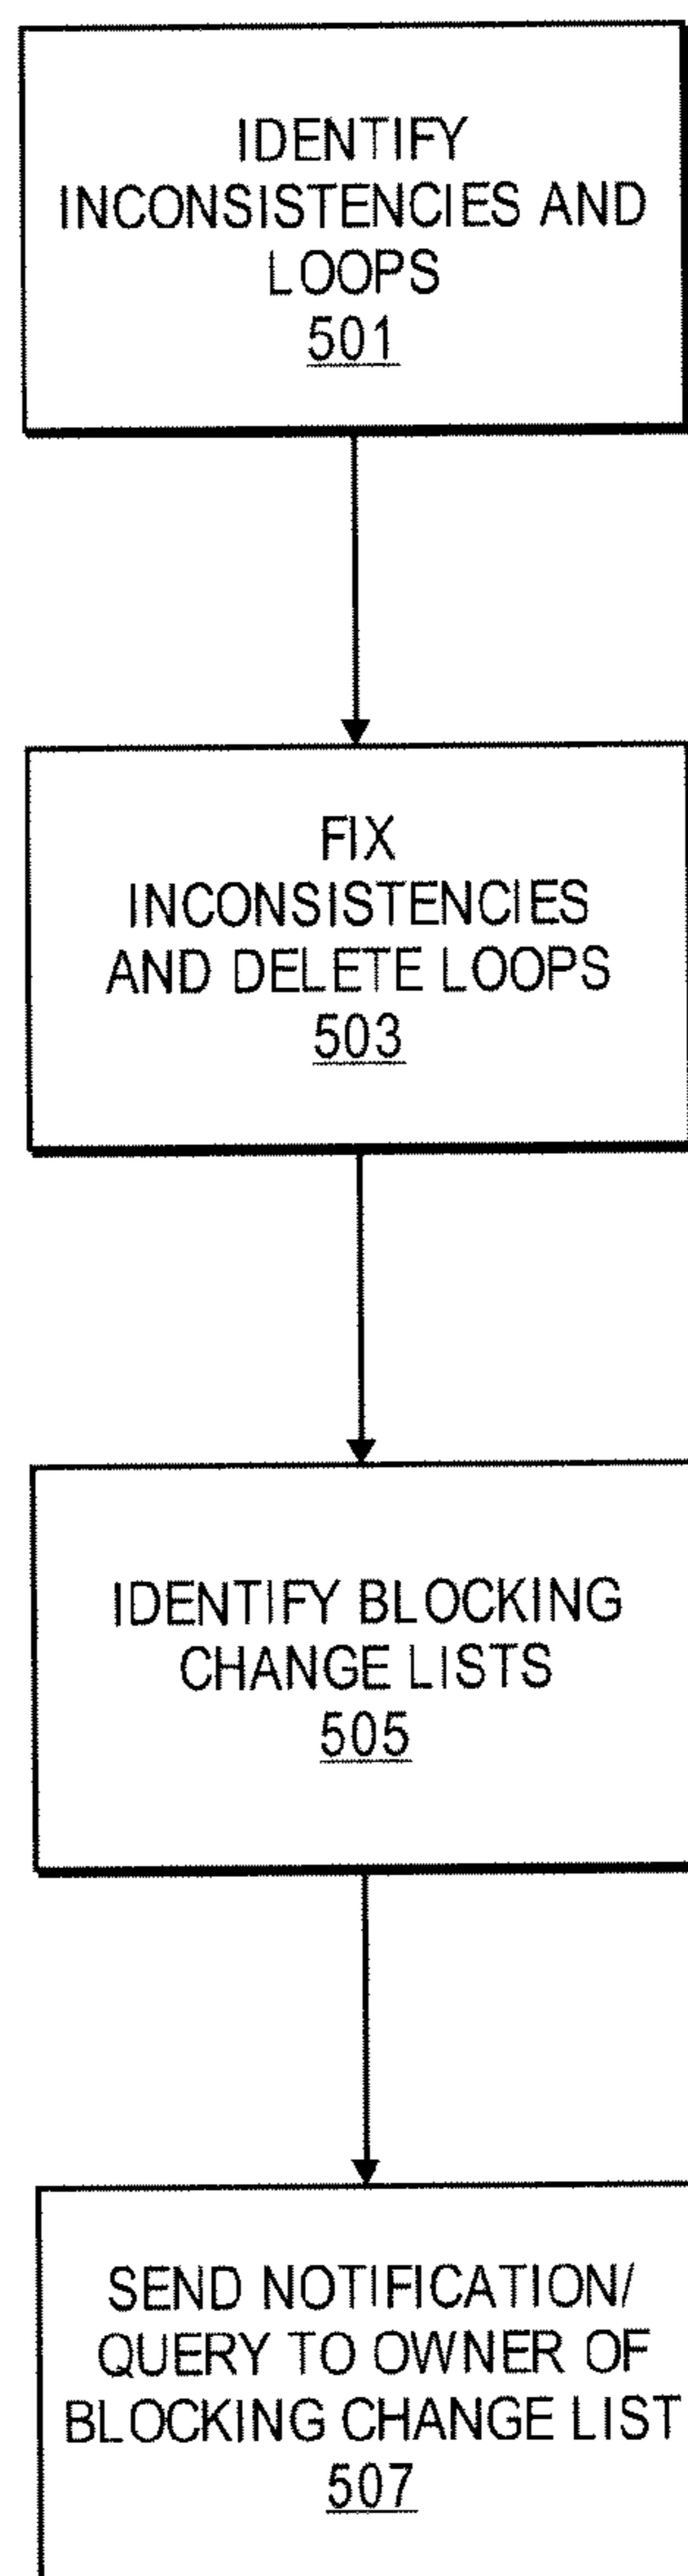 IDENTIFY
INCONSISTENCIES AND
LOOPS
501
FIX
INCONSISTENCIES
AND DELETE LOOPS
503
IDENTIFY BLOCKING
CHANGE LISTS
505
SEND NOTIFICATION/
QUERY TO OWNER OF
BLOCKING CHANGE LIST
507